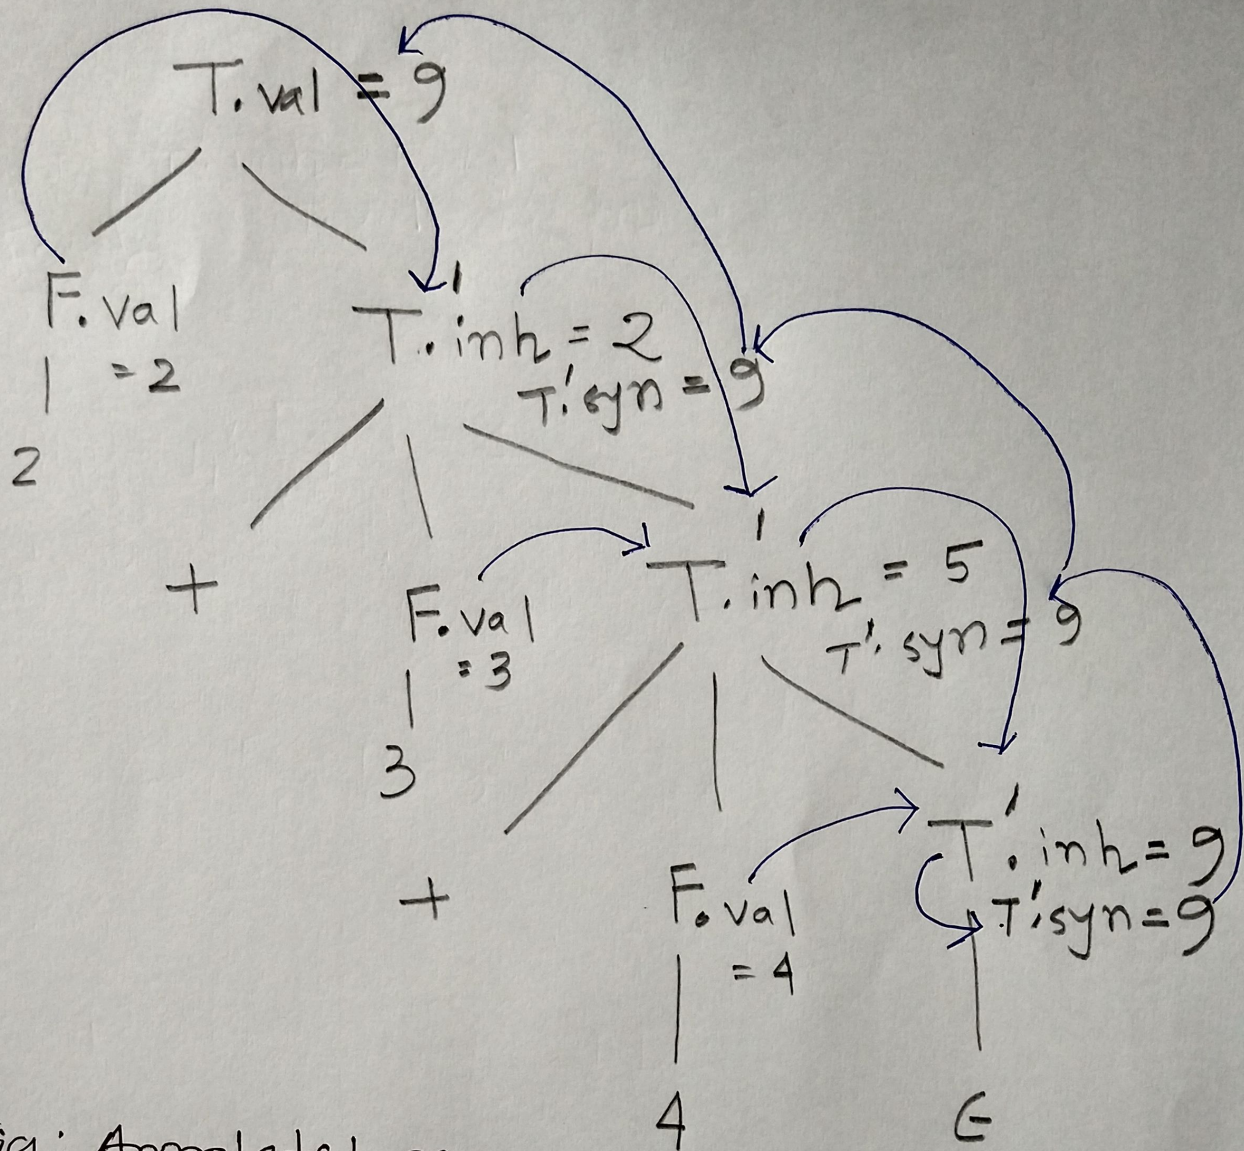 T.val = 9
F.val
= 2
2
T'.inh = 2
T'.syn = 9
+
F.val
= 3
3
T'.inh = 5
T'.syn = 9
+
F.val
= 4
4
T'.inh = 9
T'.syn = 9
ϵ